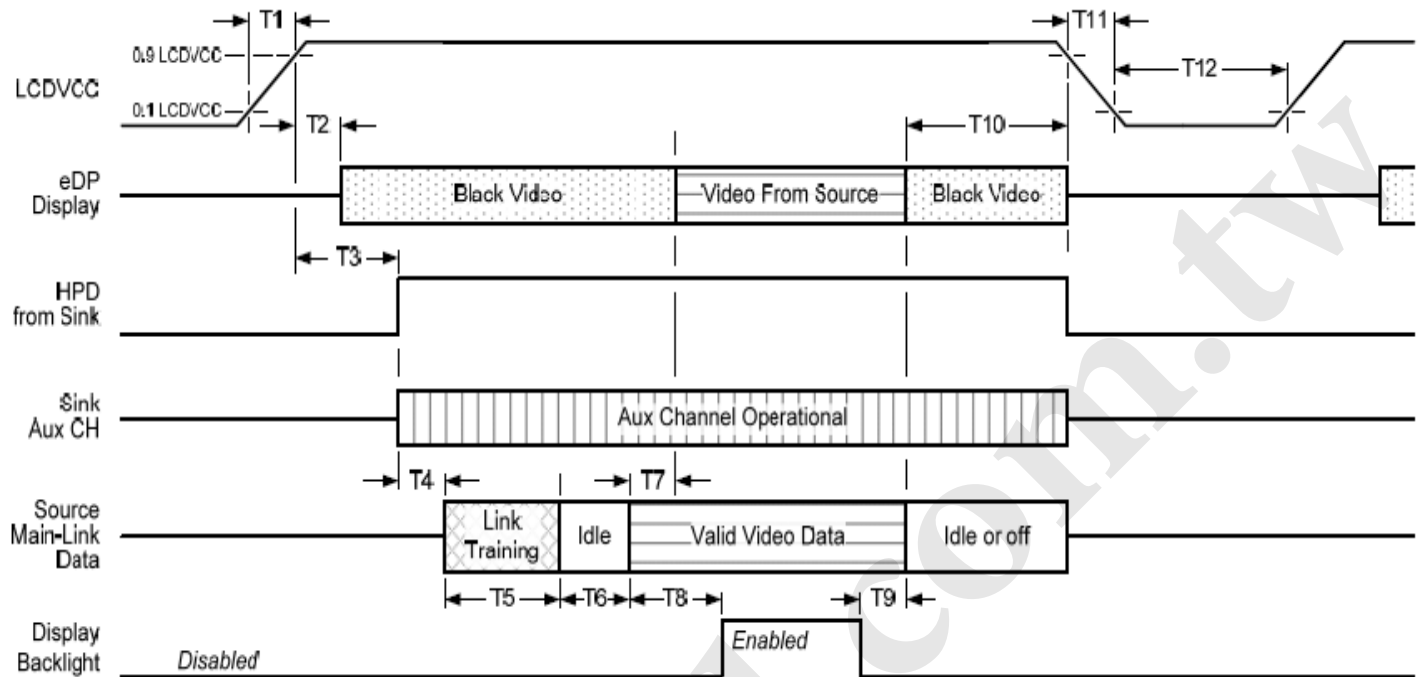 T1
T11
0.9 LCDVCC
T12
LCDVCC
0.1 LCDVCC
T2
T10
eDP
Display
Black Video
Video From Source
Black Video
T3
HPD
from Sink
Sink
Aux CH
Aux Channel Operational
T4
T7
Source
Main-Link
Data
Link
Training
Idle
Valid Video Data
Idle or off
T5
T6
T8
T9
Display
Backlight
Disabled
Enabled
com.tw